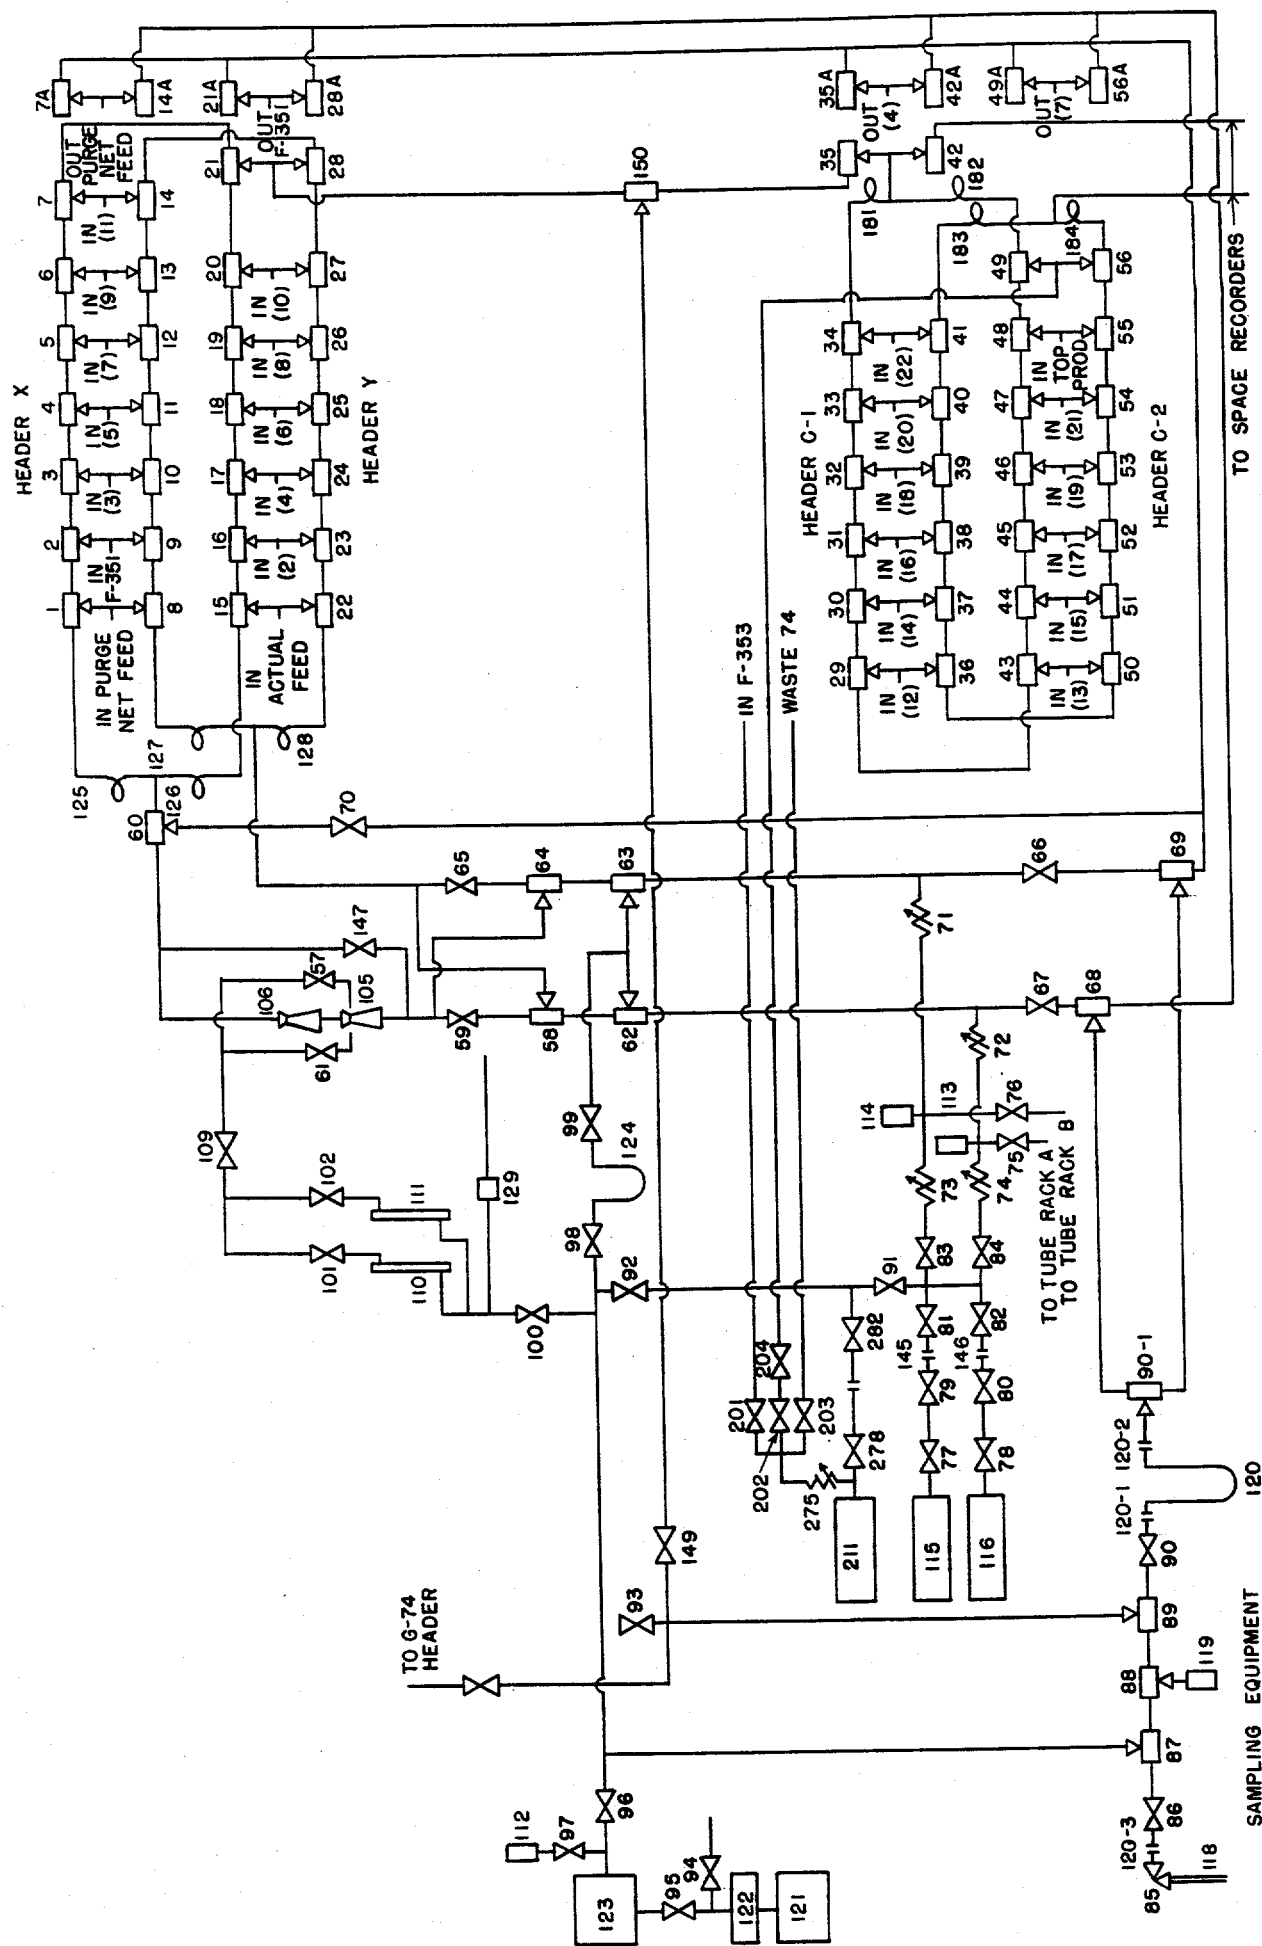 HEADER X
1
2
3
4
5
6
7
7A
IN PURGE
NET FEED
IN
F-351
IN
(3)
IN
(5)
IN
(7)
IN
(9)
IN
(11)
OUT
PURGE
NET
FEED
8
9
10
11
12
13
14
14A
15
16
17
18
19
20
21
21A
IN
ACTUAL
FEED
IN
(2)
IN
(4)
IN
(6)
IN
(8)
IN
(10)
OUT
F-351
22
23
24
25
26
27
28
28A
HEADER Y
125
126
127
128
60
70
65
64
63
66
69
147
57
106
105
61
59
58
62
67
68
71
72
109
102
101
111
110
129
100
99
124
98
92
91
114
113
76
75
73
74
83
84
TO TUBE RACK A
TO TUBE RACK B
IN F-353
WASTE 74
150
HEADER C-1
29
30
31
32
33
34
35
35A
IN
(12)
IN
(14)
IN
(16)
IN
(18)
IN
(20)
IN
(22)
OUT
(4)
36
37
38
39
40
41
42
42A
181
182
183
184
43
44
45
46
47
48
49
49A
IN
(13)
IN
(15)
IN
(17)
IN
(19)
IN
(21)
IN
TOP
PROD
OUT
(7)
50
51
52
53
54
55
56
56A
HEADER C-2
TO SPACE RECORDERS
201
204
202
203
275
278
282
211
145
81
79
77
115
146
82
80
78
116
149
93
TO G-74
HEADER
90-1
120-2
120-1
120
90
89
88
119
87
86
120-3
85
118
112
97
96
123
95
94
122
121
SAMPLING EQUIPMENT